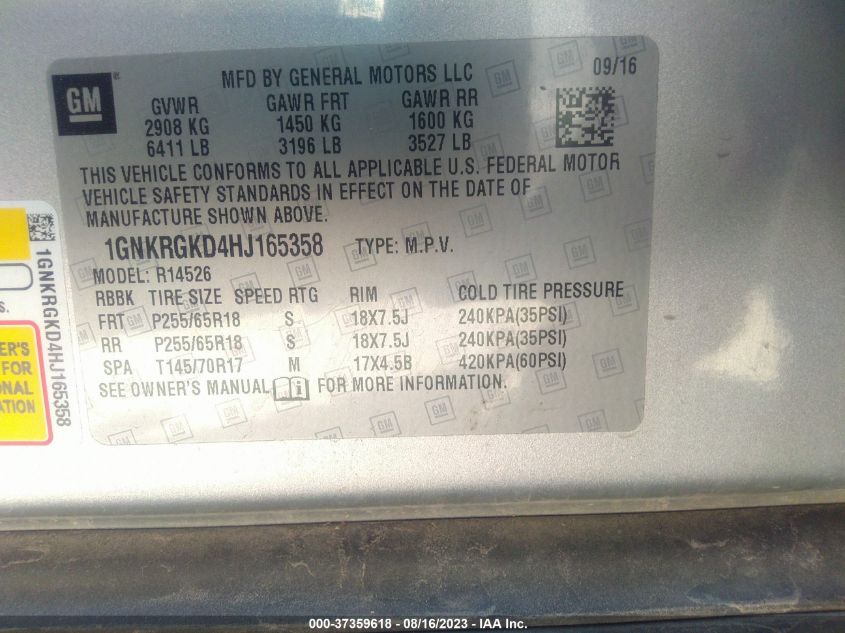 GM
®
MFD BY GENERAL MOTORS LLC
09/16
GVWR GAWR FRT GAWR RR
2908 KG 1450 KG 1600 KG
6411 LB 3196 LB 3527 LB
THIS VEHICLE CONFORMS TO ALL APPLICABLE U.S. FEDERAL MOTOR
VEHICLE SAFETY STANDARDS IN EFFECT ON THE DATE OF
MANUFACTURE SHOWN ABOVE.
1GNKRGKD4HJ165358 TYPE: M.P.V.
MODEL: R14526
RBBK TIRE SIZE SPEED RTG RIM COLD TIRE PRESSURE
FRT P255/65R18 S 18X7.5J 240KPA(35PSI)
RR P255/65R18 S 18X7.5J 240KPA(35PSI)
SPA T145/70R17 M 17X4.5B 420KPA(60PSI)
SEE OWNER'S MANUAL FOR MORE INFORMATION.
1GNKRGKD4HJ165358
S.
ER'S
FOR
NAL
ATION
000-37359618 - 08/16/2023 - IAA Inc.